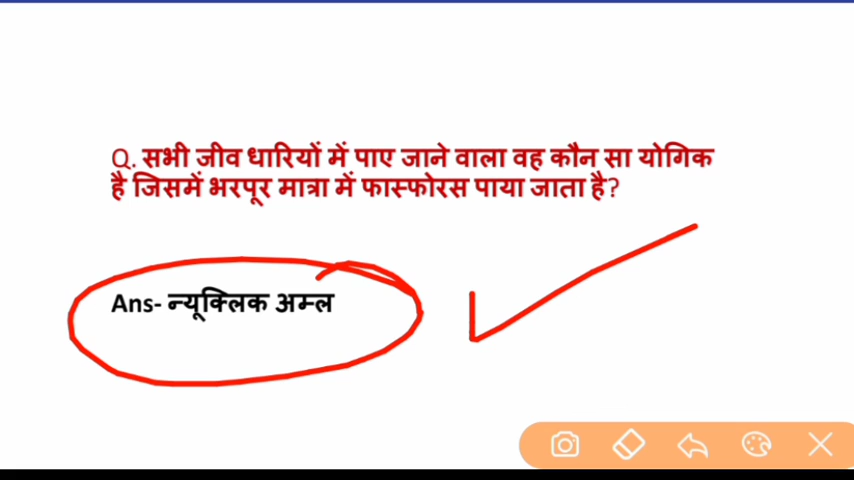 Q. सभी जीव धारियों में पाए जाने वाला वह कौन सा योगिक
है जिसमें भरपूर मात्रा में फास्फोरस पाया जाता है?
Ans- न्यूक्लिक अम्ल